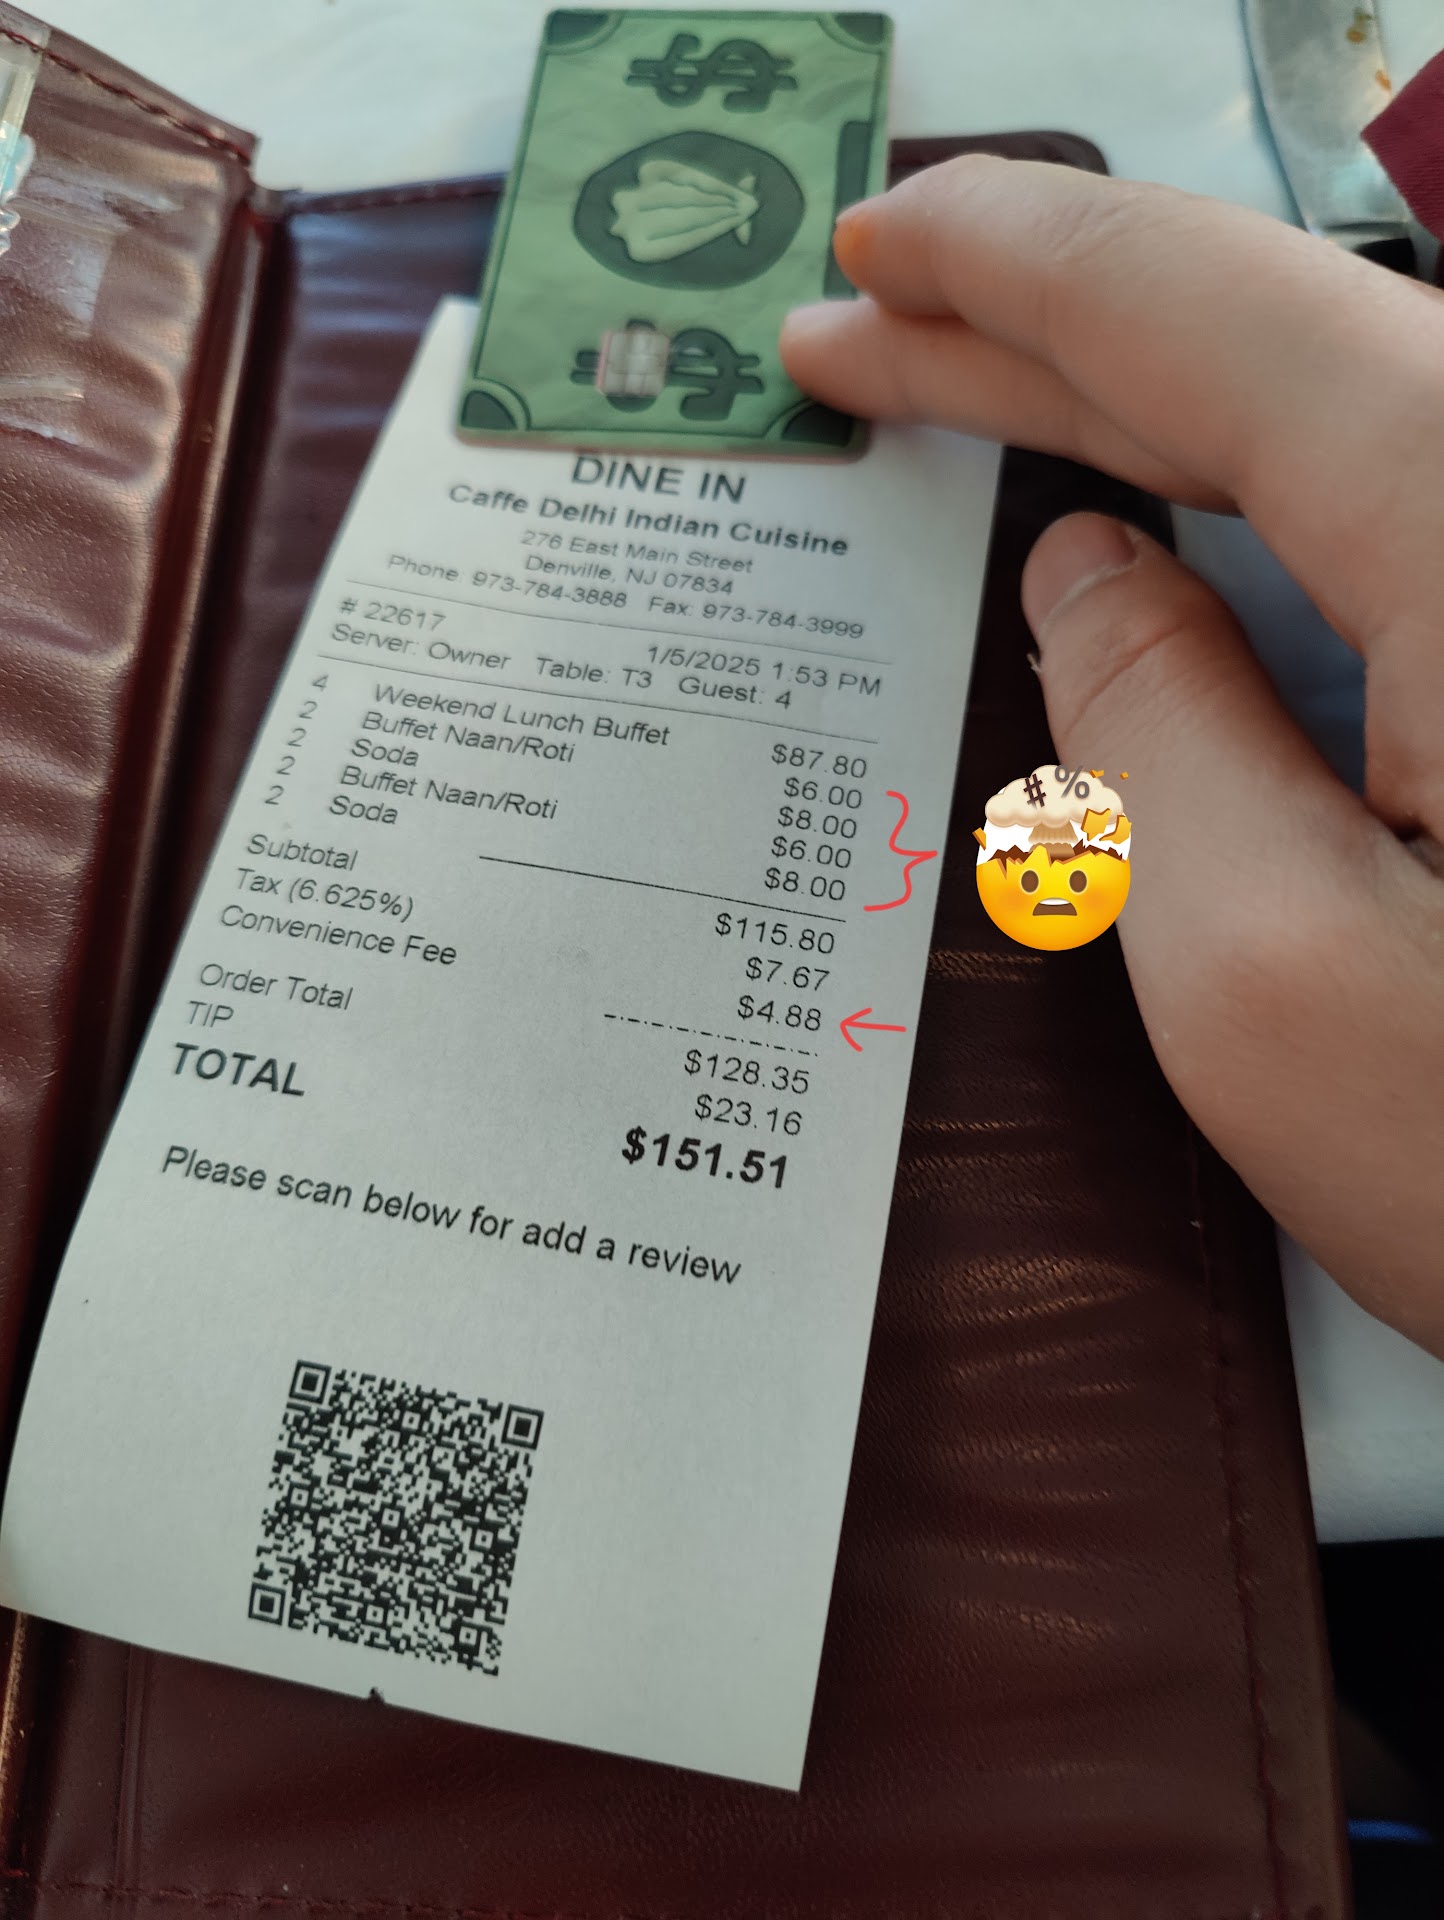 DINE IN
Caffe Delhi Indian Cuisine
276 East Main Street
Denville, NJ 07834
Phone 973-784-3888 Fax: 973-784-3999
# 22617 1/5/2025 1:53 PM
Server: Owner Table: T3 Guest: 4
4 Weekend Lunch Buffet $87.80
2 Buffet Naan/Roti $6.00
2 Soda $8.00
2 Buffet Naan/Roti $6.00
2 Soda $8.00
Subtotal $115.80
Tax (6.625%) $7.67
Convenience Fee $4.88
Order Total $128.35
TIP $23.16
TOTAL $151.51
Please scan below for add a review